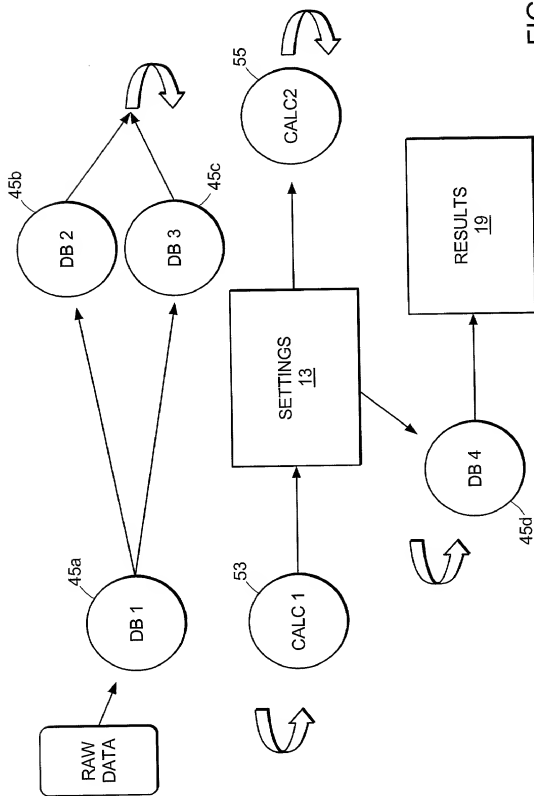 RAW
DATA
45a
DB 1
45b
DB 2
DB 3
45c
53
CALC 1
SETTINGS
13
55
CALC2
DB 4
45d
RESULTS
19
FIG